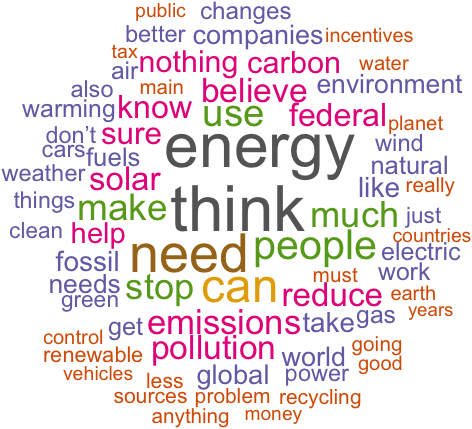 public changes
better companies incentives
tax nothing carbon water
air main believe environment
also know use federal planet
warming sure energy wind
don't cars fuels natural
weather solar think like really
things make much just
clean help need people countries
fossil electric
needs stop can must work
green reduce earth
get emissions take gas years
control pollution world going
renewable good
vehicles less global power
sources problem recycling
anything money